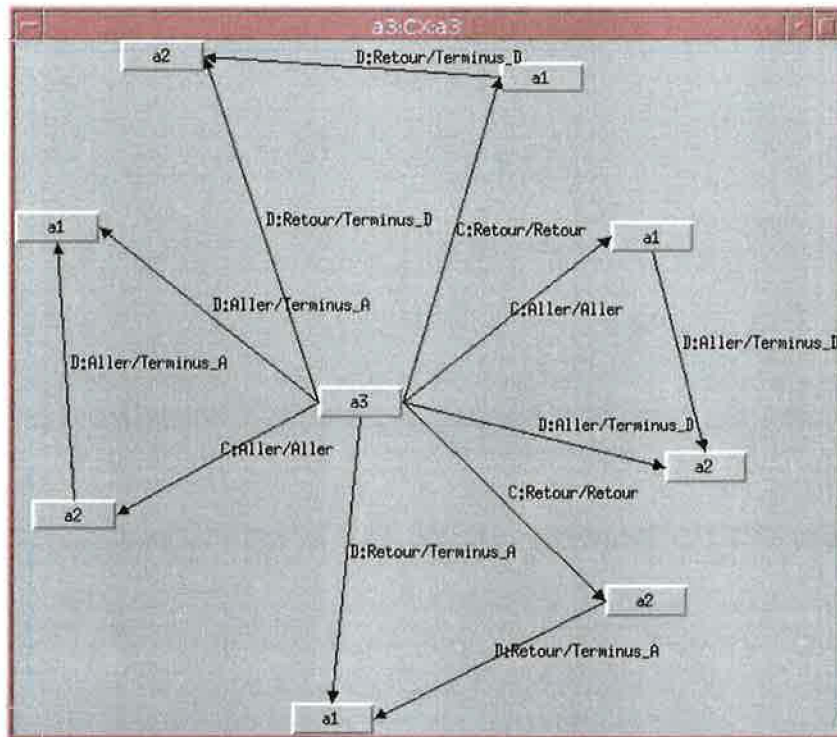 a3:CX:a3
a2
D:Retour/Terminus_D
a1
a1
D:Retour/Terminus_D
C:Retour/Retour
a1
D:Aller/Terminus_A
C:Aller/Aller
D:Aller/Terminus_A
D:Aller/Terminus_D
a3
D:Aller/Terminus_D
C:Aller/Aller
a2
C:Retour/Retour
a2
D:Retour/Terminus_A
a2
D:Retour/Terminus_A
a1